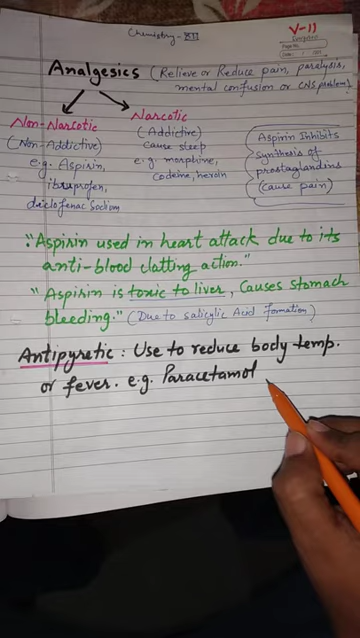 Chemistry-XII
V-11
Page No.
Date
Analgesics (Relieve or Reduce pain, paralysis,
mental confusion or CNS problem)
Non-Narcotic
(Non-Addictive)
e.g. Aspirin,
ibuprofen,
diclofenac Sodium
Narcotic
(Addictive)
cause sleep
e.g. morphine,
Codeine, heroin
Aspirin Inhibits
Synthesis of
prostaglandins
(cause pain)
"Aspirin used in heart attack due to its
anti-blood clotting action."
"Aspirin is toxic to liver, Causes stomach
bleeding." (Due to salicylic Acid formation)
Antipyretic : Use to reduce body temp.
or fever. e.g. Paracetamol